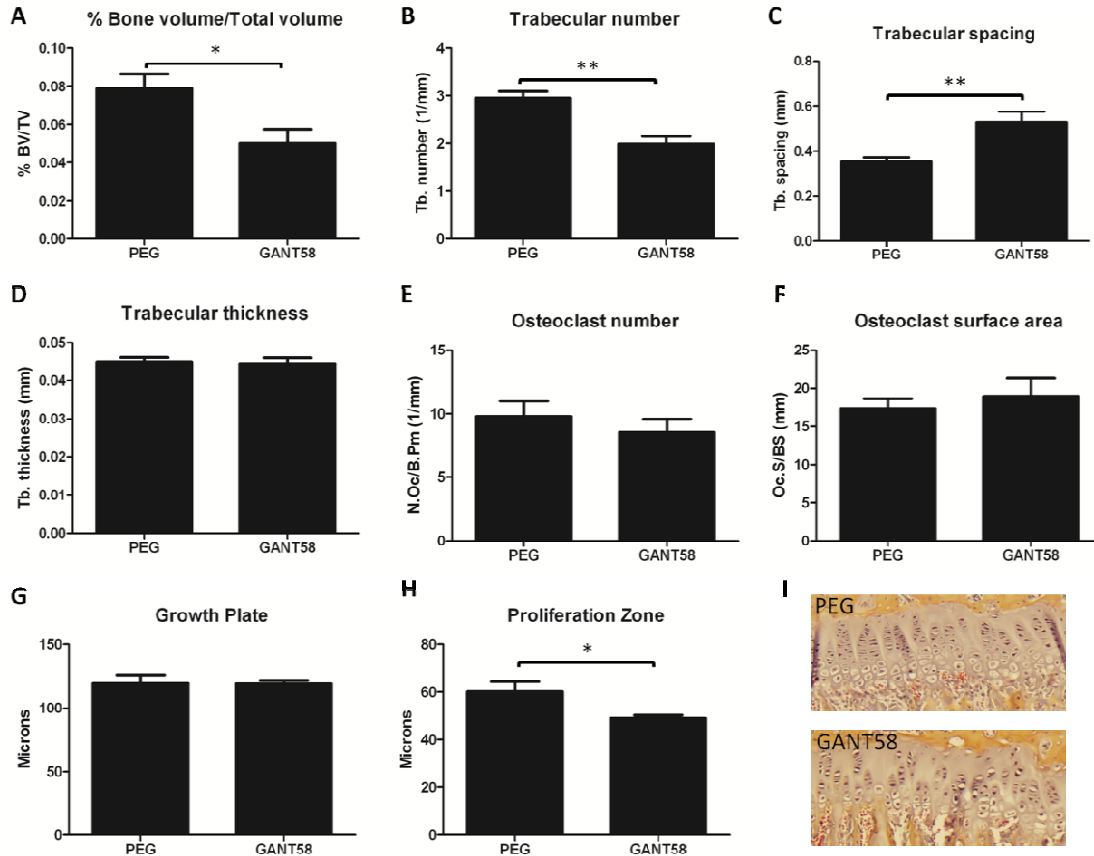 A
% Bone volume/Total volume
*
% BV/TV
0.10
0.08
0.06
0.04
0.02
0.00
PEG
GANT58
B
Trabecular number
**
Tb. number (1/mm)
4
3
2
1
0
PEG
GANT58
C
Trabecular spacing
**
Tb. spacing (mm)
0.8
0.6
0.4
0.2
0.0
PEG
GANT58
D
Trabecular thickness
Tb. thickness (mm)
0.05
0.04
0.03
0.02
0.01
0.00
PEG
GANT58
E
Osteoclast number
N.Oc/B.Pm (1/mm)
15
10
5
0
PEG
GANT58
F
Osteoclast surface area
Oc.S/BS (mm)
25
20
15
10
5
0
PEG
GANT58
G
Growth Plate
Microns
150
100
50
0
PEG
GANT58
H
Proliferation Zone
*
Microns
80
60
40
20
0
PEG
GANT58
I
PEG
GANT58